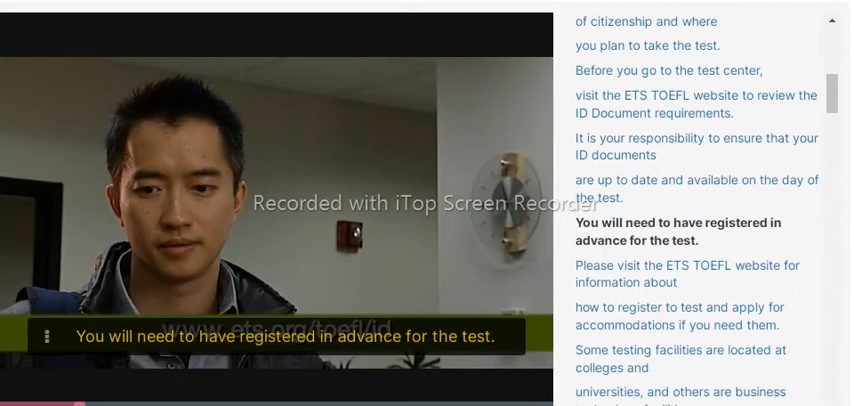 of citizenship and where
you plan to take the test.
Before you go to the test center,
visit the ETS TOEFL website to review the
ID Document requirements.
It is your responsibility to ensure that your
ID documents
are up to date and available on the day of
the test.
You will need to have registered in
advance for the test.
Please visit the ETS TOEFL website for
information about
how to register to test and apply for
accommodations if you need them.
Some testing facilities are located at
colleges and
universities, and others are business
Recorded with iTop Screen Recorder
www.ets.org/toefl/id
You will need to have registered in advance for the test.